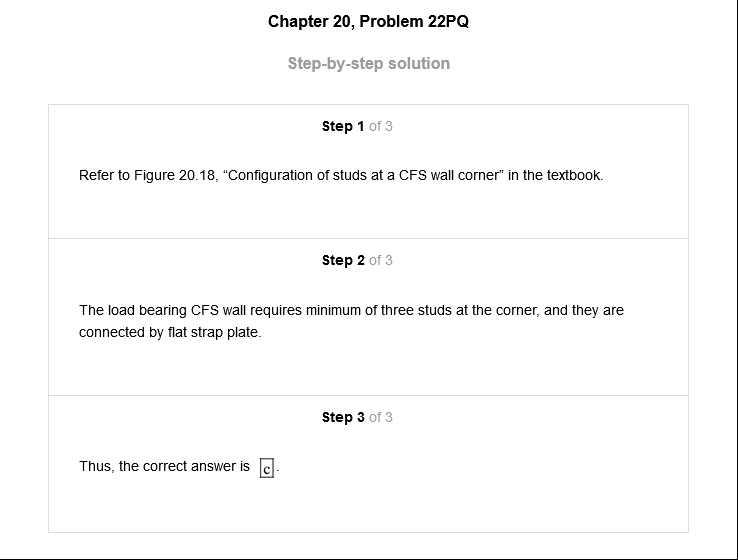 Chapter 20, Problem 22PQ
Step-by-step solution
Step 1 of 3
Refer to Figure 20.18, “Configuration of studs at a CFS wall corner” in the textbook.
Step 2 of 3
The load bearing CFS wall requires minimum of three studs at the corner, and they are
connected by flat strap plate.
Step 3 of 3
Thus, the correct answer is c.